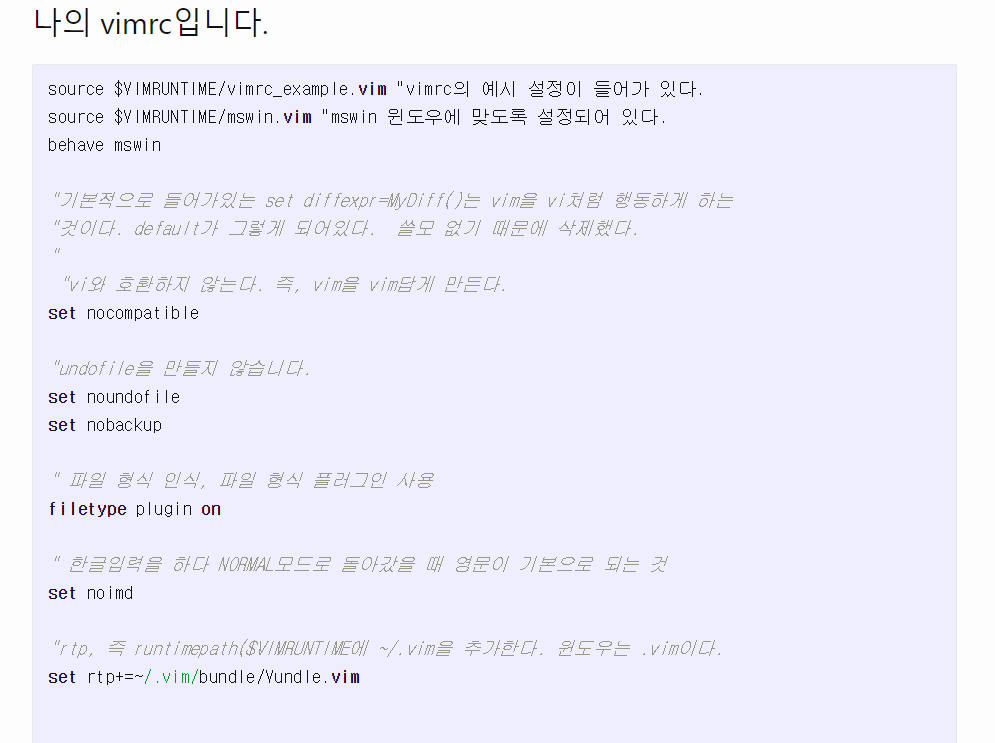 나의 vimrc입니다.
source $VIMRUNTIME/vimrc_example.vim "vimrc의 예시 설정이 들어가 있다.
source $VIMRUNTIME/mswin.vim "mswin 윈도우에 맞도록 설정되어 있다.
behave mswin
"기본적으로 들어가있는 set diffexpr=MyDiff()는 vim을 vi처럼 행동하게 하는
"것이다. default가 그렇게 되어있다. 쓸모 없기 때문에 삭제했다.
"
"vi와 호환하지 않는다. 즉, vim을 vim답게 만든다.
set nocompatible
"undofile을 만들지 않습니다.
set noundofile
set nobackup
" 파일 형식 인식, 파일 형식 플러그인 사용
filetype plugin on
" 한글입력을 하다 NORMAL모드로 돌아갔을 때 영문이 기본으로 되는 것
set noimd
"rtp, 즉 runtimepath($VIMRUNTIME에 ~/.vim을 추가한다. 윈도우는 .vim이다.
set rtp+=~/.vim/bundle/Vundle.vim